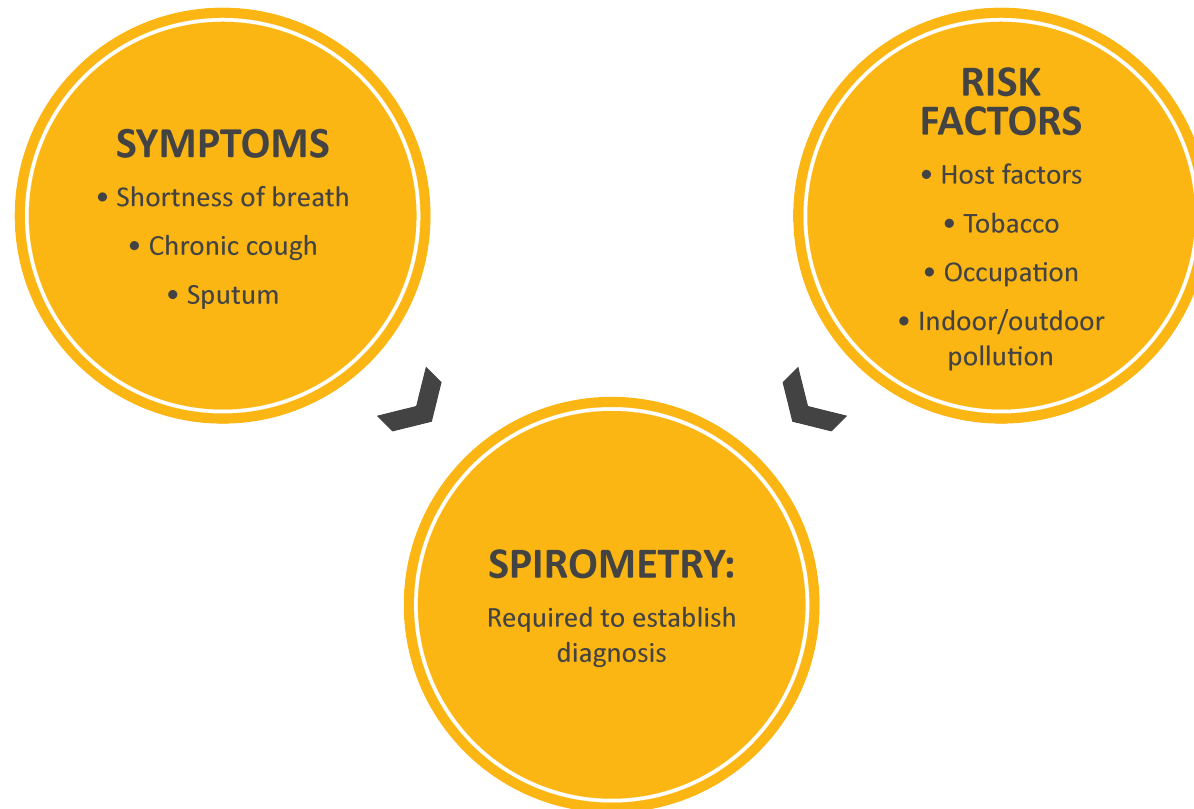 SYMPTOMS
• Shortness of breath
• Chronic cough
• Sputum
RISK
FACTORS
• Host factors
• Tobacco
• Occupation
• Indoor/outdoor
pollution
SPIROMETRY:
Required to establish
diagnosis